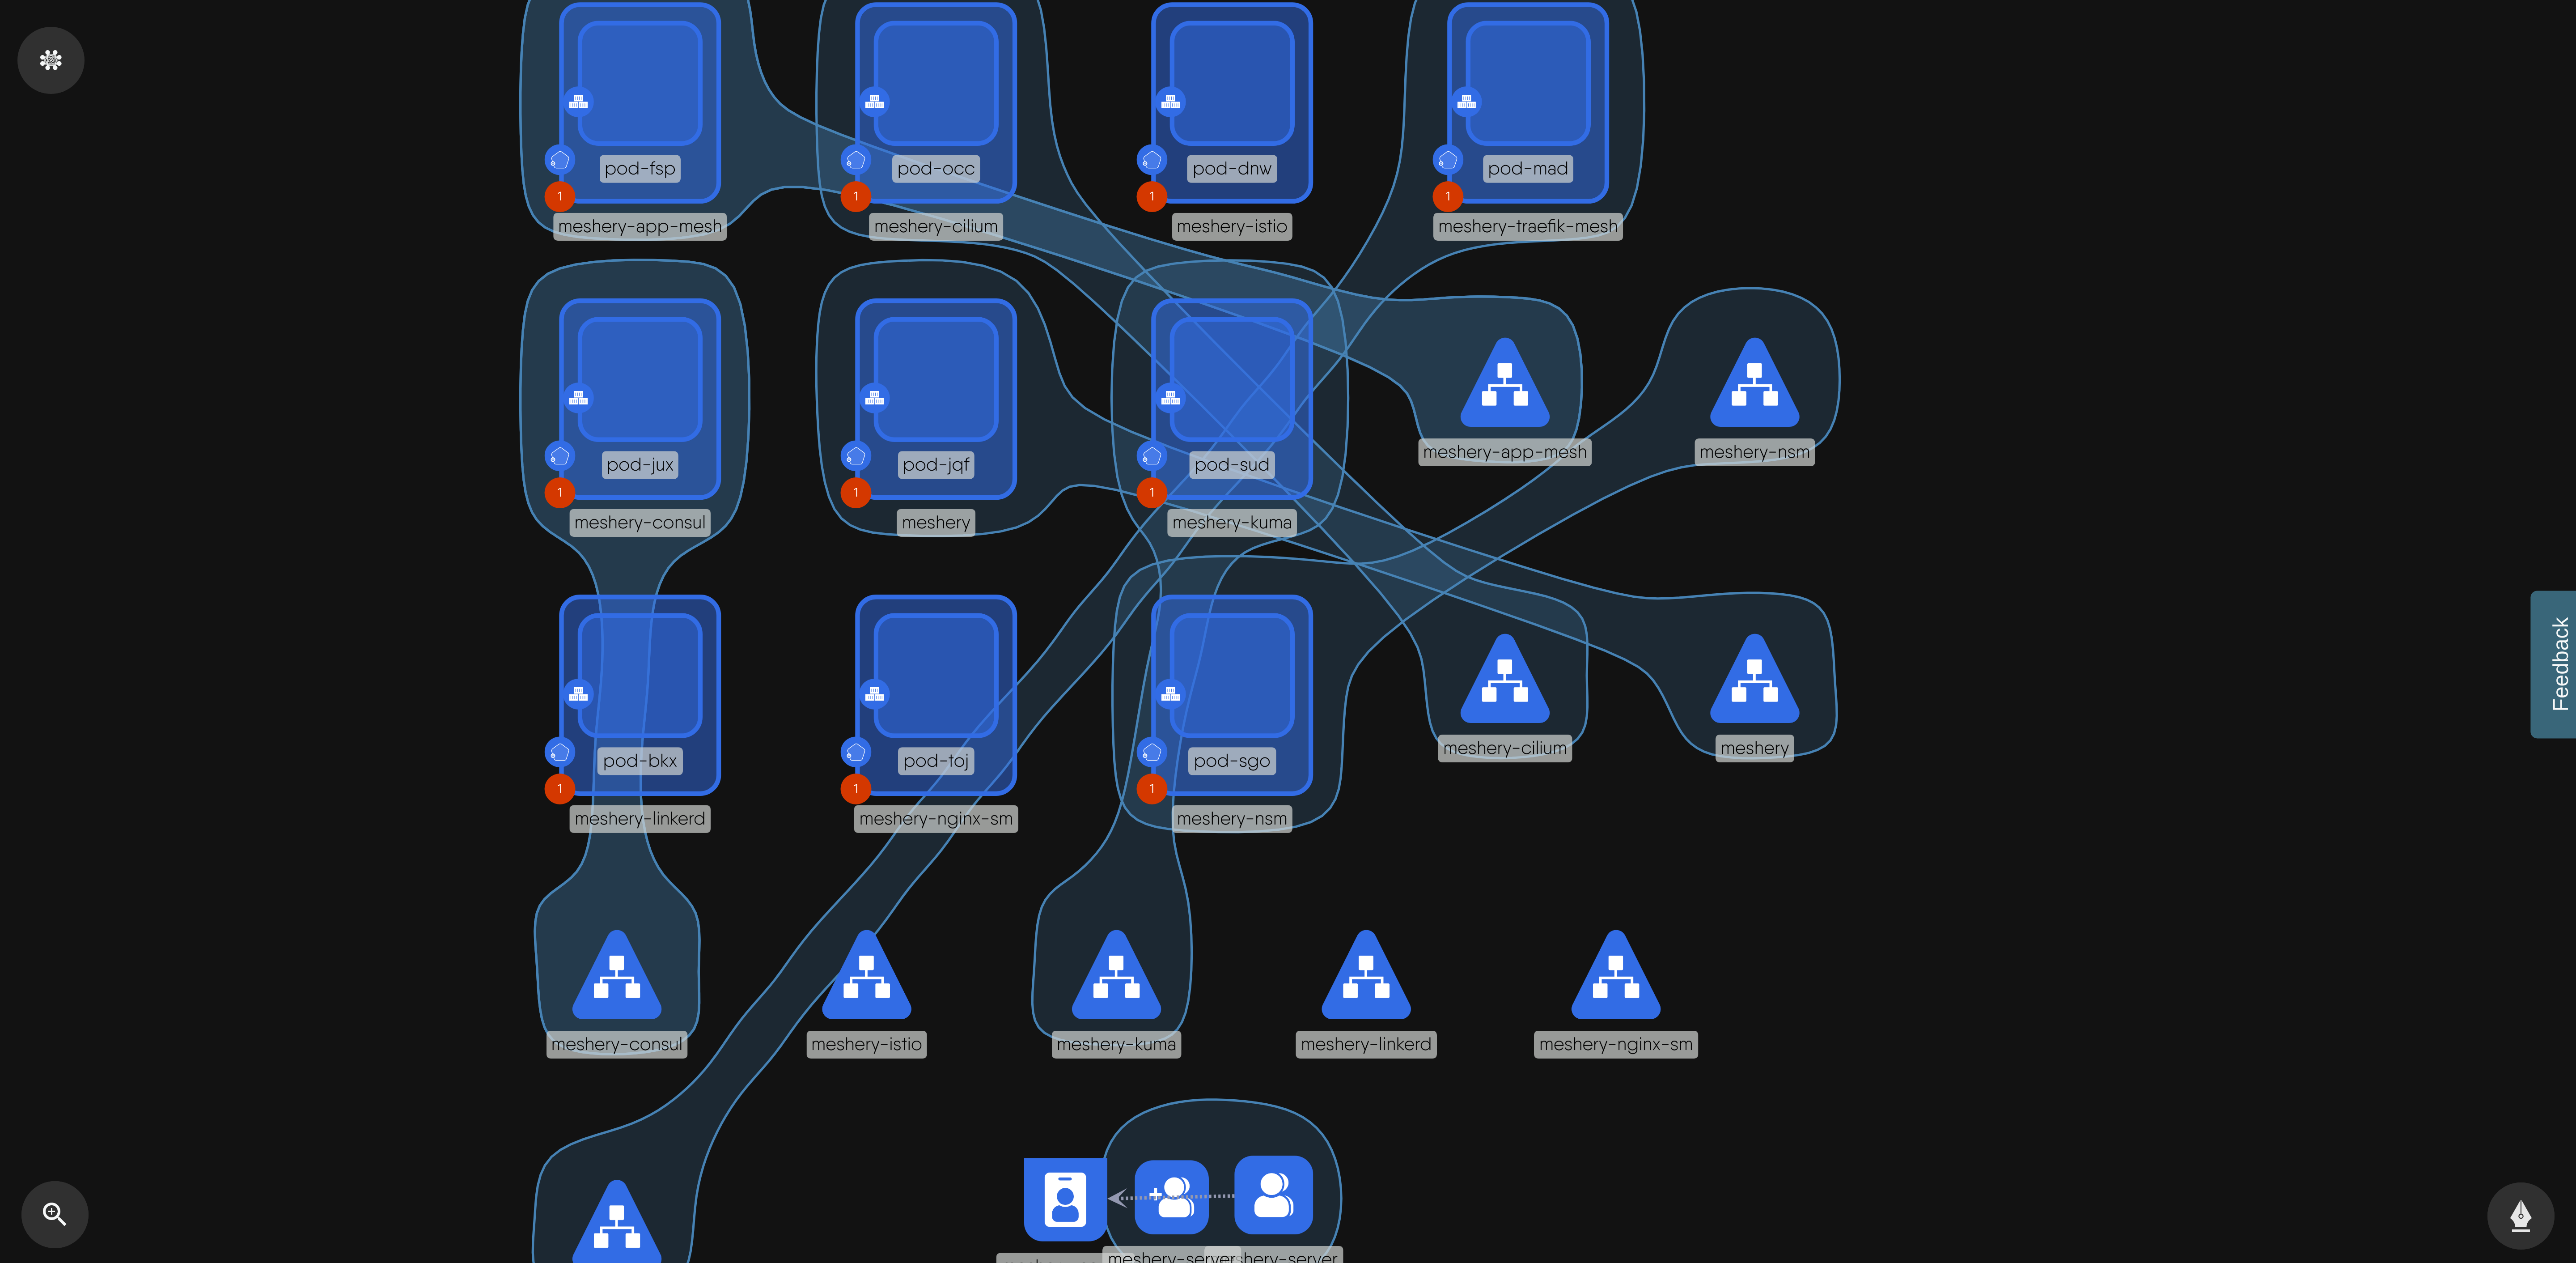 pod-fsp
pod-occ
pod-dnw
pod-mad
1
1
1
1
meshery-app-mesh
meshery-cilium
meshery-istio
meshery-traefik-mesh
pod-jux
pod-jqf
pod-sud
meshery-app-mesh
meshery-nsm
1
1
1
meshery-consul
meshery
meshery-kuma
Feedback
pod-bkx
pod-toj
pod-sgo
meshery-cilium
meshery
1
1
1
meshery-linkerd
meshery-nginx-sm
meshery-nsm
meshery-consul
meshery-istio
meshery-kuma
meshery-linkerd
meshery-nginx-sm
meshery-server